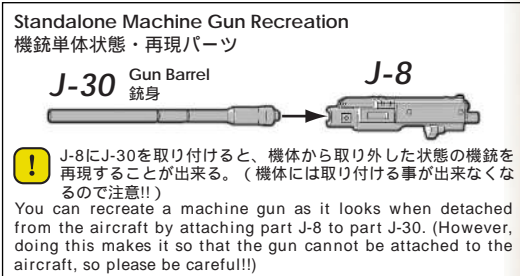 Standalone Machine Gun Recreation
機銃単体状態・再現パーツ
J-30 Gun Barrel
銃身
J-8
! J-8にJ-30を取り付けると、機体から取り外した状態の機銃を
再現することが出来る。（機体には取り付ける事が出来なくな
るので注意!!）
You can recreate a machine gun as it looks when detached
from the aircraft by attaching part J-8 to part J-30. (However,
doing this makes it so that the gun cannot be attached to the
aircraft, so please be careful!!)